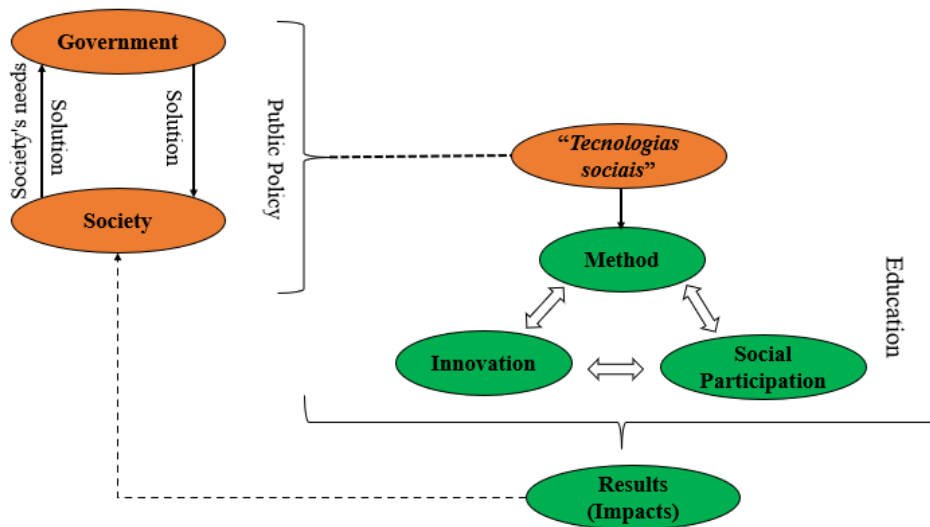 Government
Society's needs
Solution
Solution
Society
Public Policy
“Tecnologias
sociais”
Method
Innovation
Social
Participation
Education
Results
(Impacts)